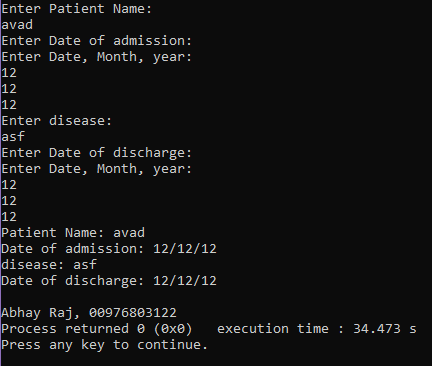 Enter Patient Name:
avad
Enter Date of admission:
Enter Date, Month, year:
12
12
12
Enter disease:
asf
Enter Date of discharge:
Enter Date, Month, year:
12
12
12
Patient Name: avad
Date of admission: 12/12/12
disease: asf
Date of discharge: 12/12/12
Abhay Raj, 00976803122
Process returned 0 (0x0)   execution time : 34.473 s
Press any key to continue.